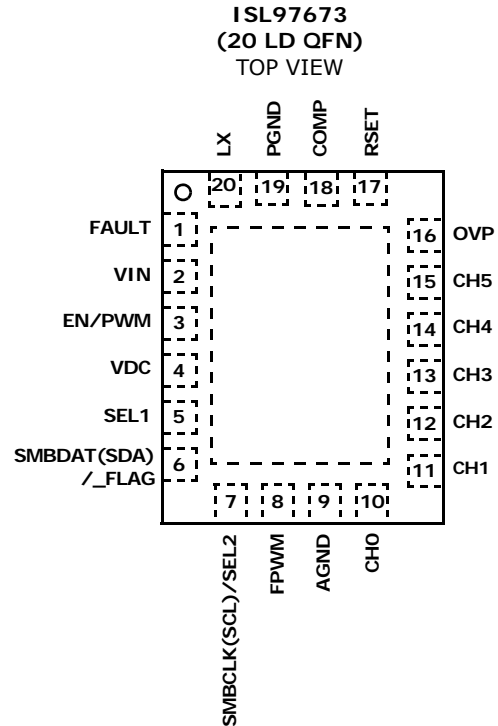 ISL97673
(20 LD QFN)
TOP VIEW
LX
PGND
COMP
RSET
20
19
18
17
FAULT
1
VIN
2
EN/PWM
3
VDC
4
SEL1
5
SMBDAT(SDA)
/_FLAG
6
16
OVP
15
CH5
14
CH4
13
CH3
12
CH2
11
CH1
7
8
9
10
SMBCLK(SCL)/SEL2
FPWM
AGND
CH0